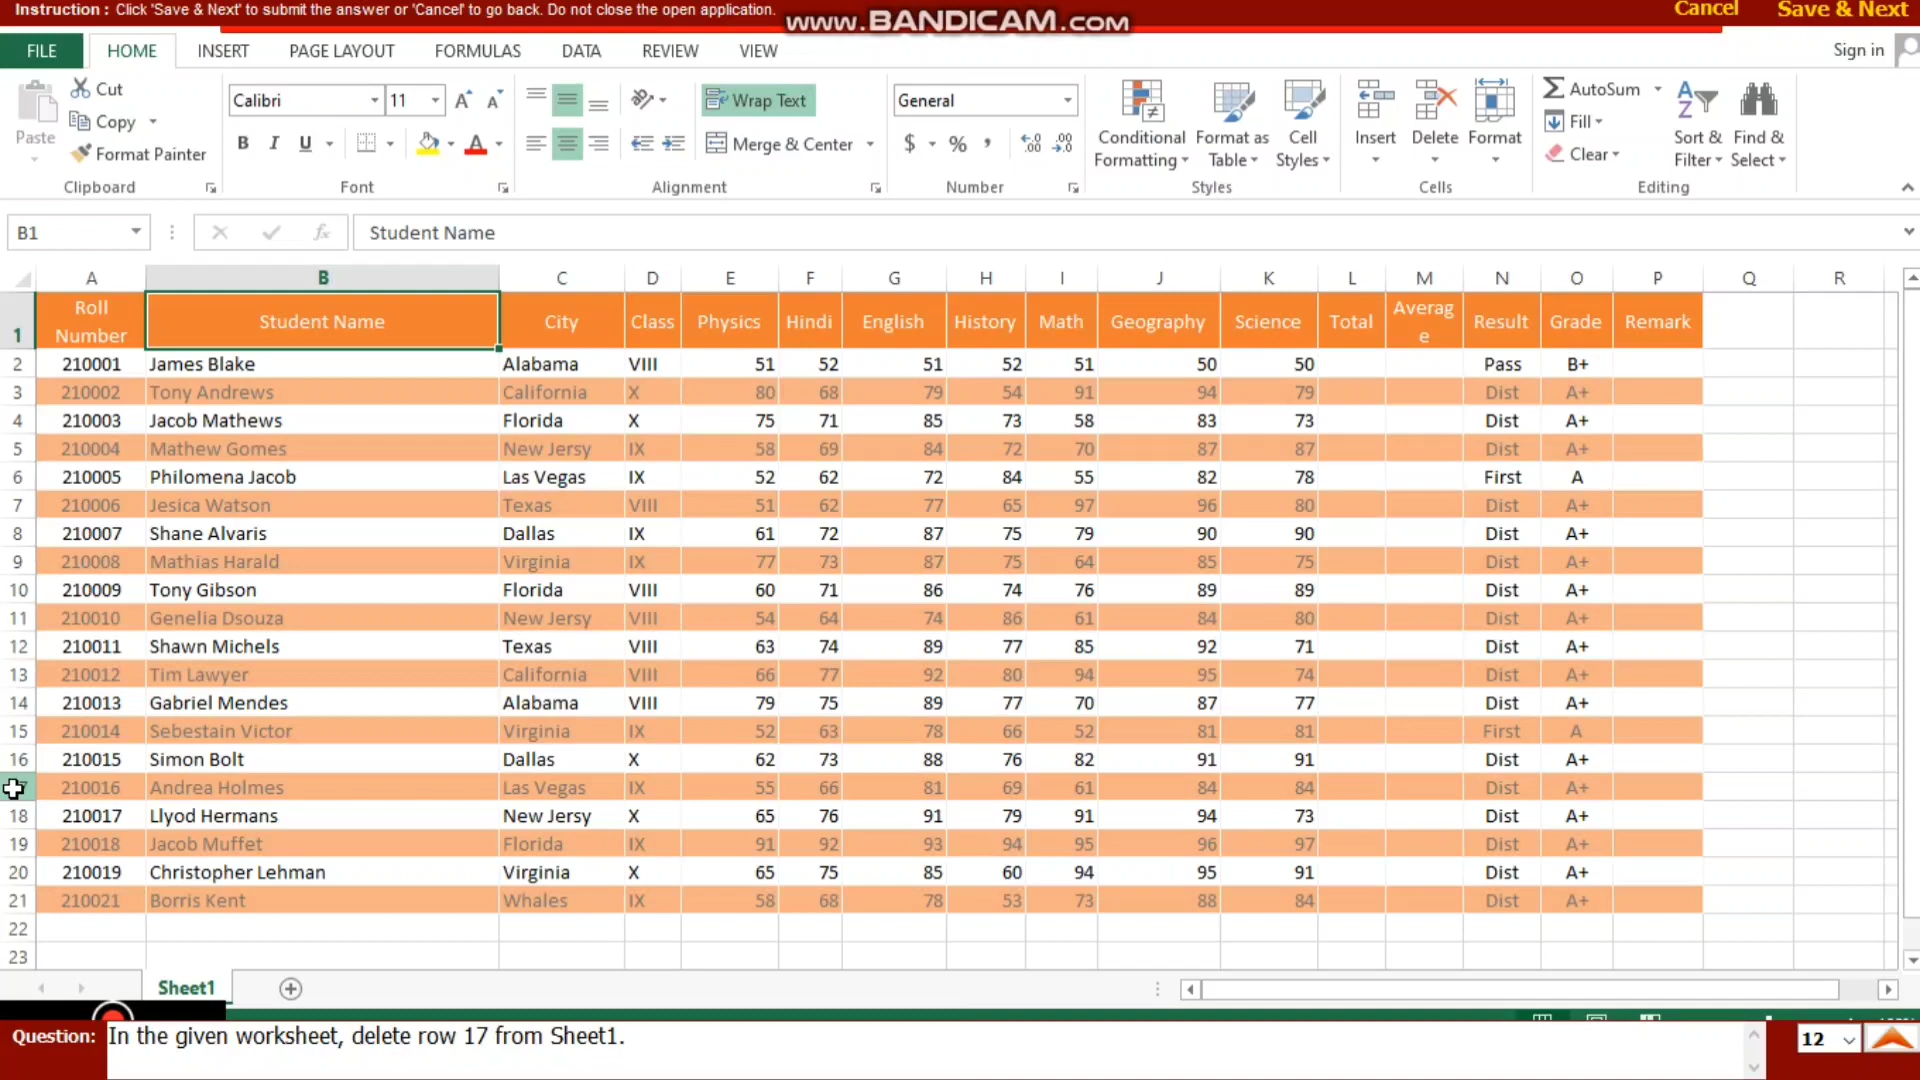 Instruction : Click 'Save & Next' to submit the answer or 'Cancel' to go back. Do not close the open application. Cancel Save & Next
www.BANDICAM.com
FILE HOME INSERT PAGE LAYOUT FORMULAS DATA REVIEW VIEW Sign in
Paste Cut Copy Format Painter Clipboard
Calibri 11 A A B I U A Font
Wrap Text Merge & Center Alignment
General $ % , Number
Conditional Formatting Format as Table Cell Styles Styles
Insert Delete Format Cells
AutoSum Fill Clear Sort & Filter Find & Select Editing
B1 fx Student Name
A B C D E F G H I J K L M N O P Q R
1 Roll Number Student Name City Class Physics Hindi English History Math Geography Science Total Average Result Grade Remark
2 210001 James Blake Alabama VIII 51 52 51 52 51 50 50 Pass B+
3 210002 Tony Andrews California X 80 68 79 54 91 94 79 Dist A+
4 210003 Jacob Mathews Florida X 75 71 85 73 58 83 73 Dist A+
5 210004 Mathew Gomes New Jersy IX 58 69 84 72 70 87 87 Dist A+
6 210005 Philomena Jacob Las Vegas IX 52 62 72 84 55 82 78 First A
7 210006 Jesica Watson Texas VIII 51 62 77 65 97 96 80 Dist A+
8 210007 Shane Alvaris Dallas IX 61 72 87 75 79 90 90 Dist A+
9 210008 Mathias Harald Virginia IX 77 73 87 75 64 85 75 Dist A+
10 210009 Tony Gibson Florida VIII 60 71 86 74 76 89 89 Dist A+
11 210010 Genelia Dsouza New Jersy VIII 54 64 74 86 61 84 80 Dist A+
12 210011 Shawn Michels Texas VIII 63 74 89 77 85 92 71 Dist A+
13 210012 Tim Lawyer California VIII 66 77 92 80 94 95 74 Dist A+
14 210013 Gabriel Mendes Alabama VIII 79 75 89 77 70 87 77 Dist A+
15 210014 Sebestain Victor Virginia IX 52 63 78 66 52 81 81 First A
16 210015 Simon Bolt Dallas X 62 73 88 76 82 91 91 Dist A+
210016 Andrea Holmes Las Vegas IX 55 66 81 69 61 84 84 Dist A+
18 210017 Llyod Hermans New Jersy X 65 76 91 79 91 94 73 Dist A+
19 210018 Jacob Muffet Florida IX 91 92 93 94 95 96 97 Dist A+
20 210019 Christopher Lehman Virginia X 65 75 85 60 94 95 91 Dist A+
21 210021 Borris Kent Whales IX 58 68 78 53 73 88 84 Dist A+
22
23
Sheet1
Question: In the given worksheet, delete row 17 from Sheet1. 12